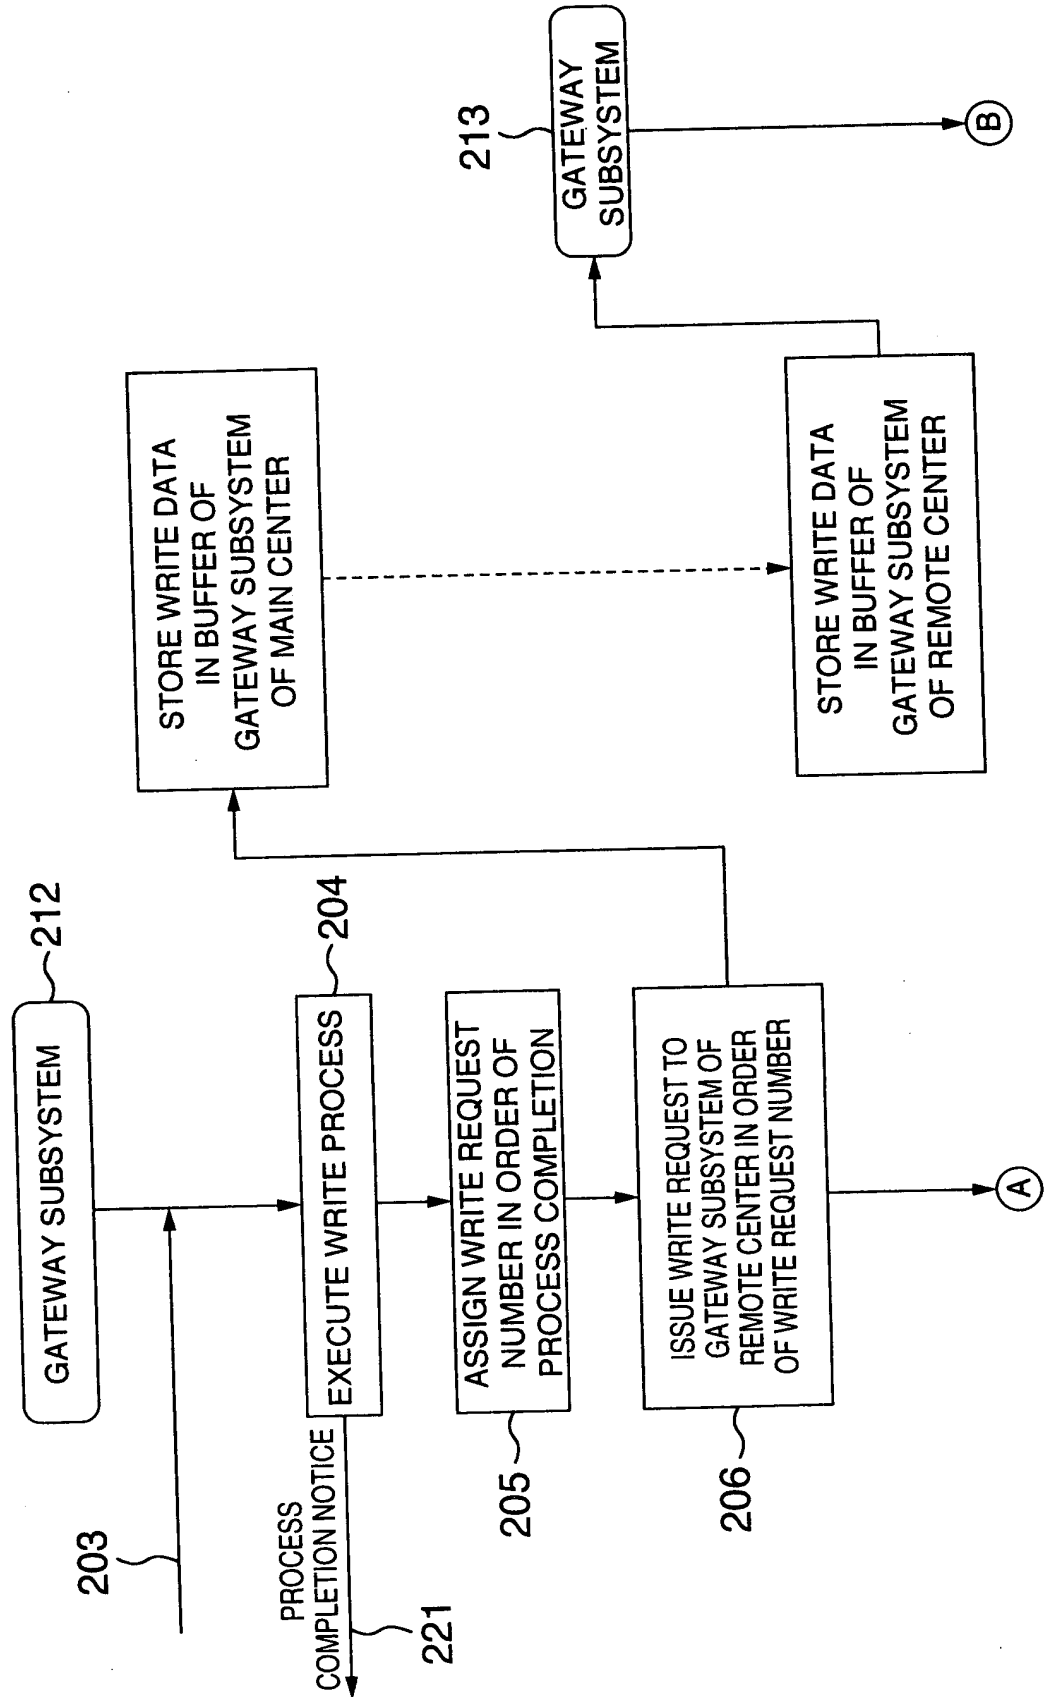 GATEWAY SUBSYSTEM
212
203
EXECUTE WRITE PROCESS
204
PROCESS
COMPLETION NOTICE
221
ASSIGN WRITE REQUEST
NUMBER IN ORDER OF
PROCESS COMPLETION
205
ISSUE WRITE REQUEST TO
GATEWAY SUBSYSTEM OF
REMOTE CENTER IN ORDER
OF WRITE REQUEST NUMBER
206
A
STORE WRITE DATA
IN BUFFER OF
GATEWAY SUBSYSTEM
OF MAIN CENTER
STORE WRITE DATA
IN BUFFER OF
GATEWAY SUBSYSTEM
OF REMOTE CENTER
213
GATEWAY
SUBSYSTEM
B